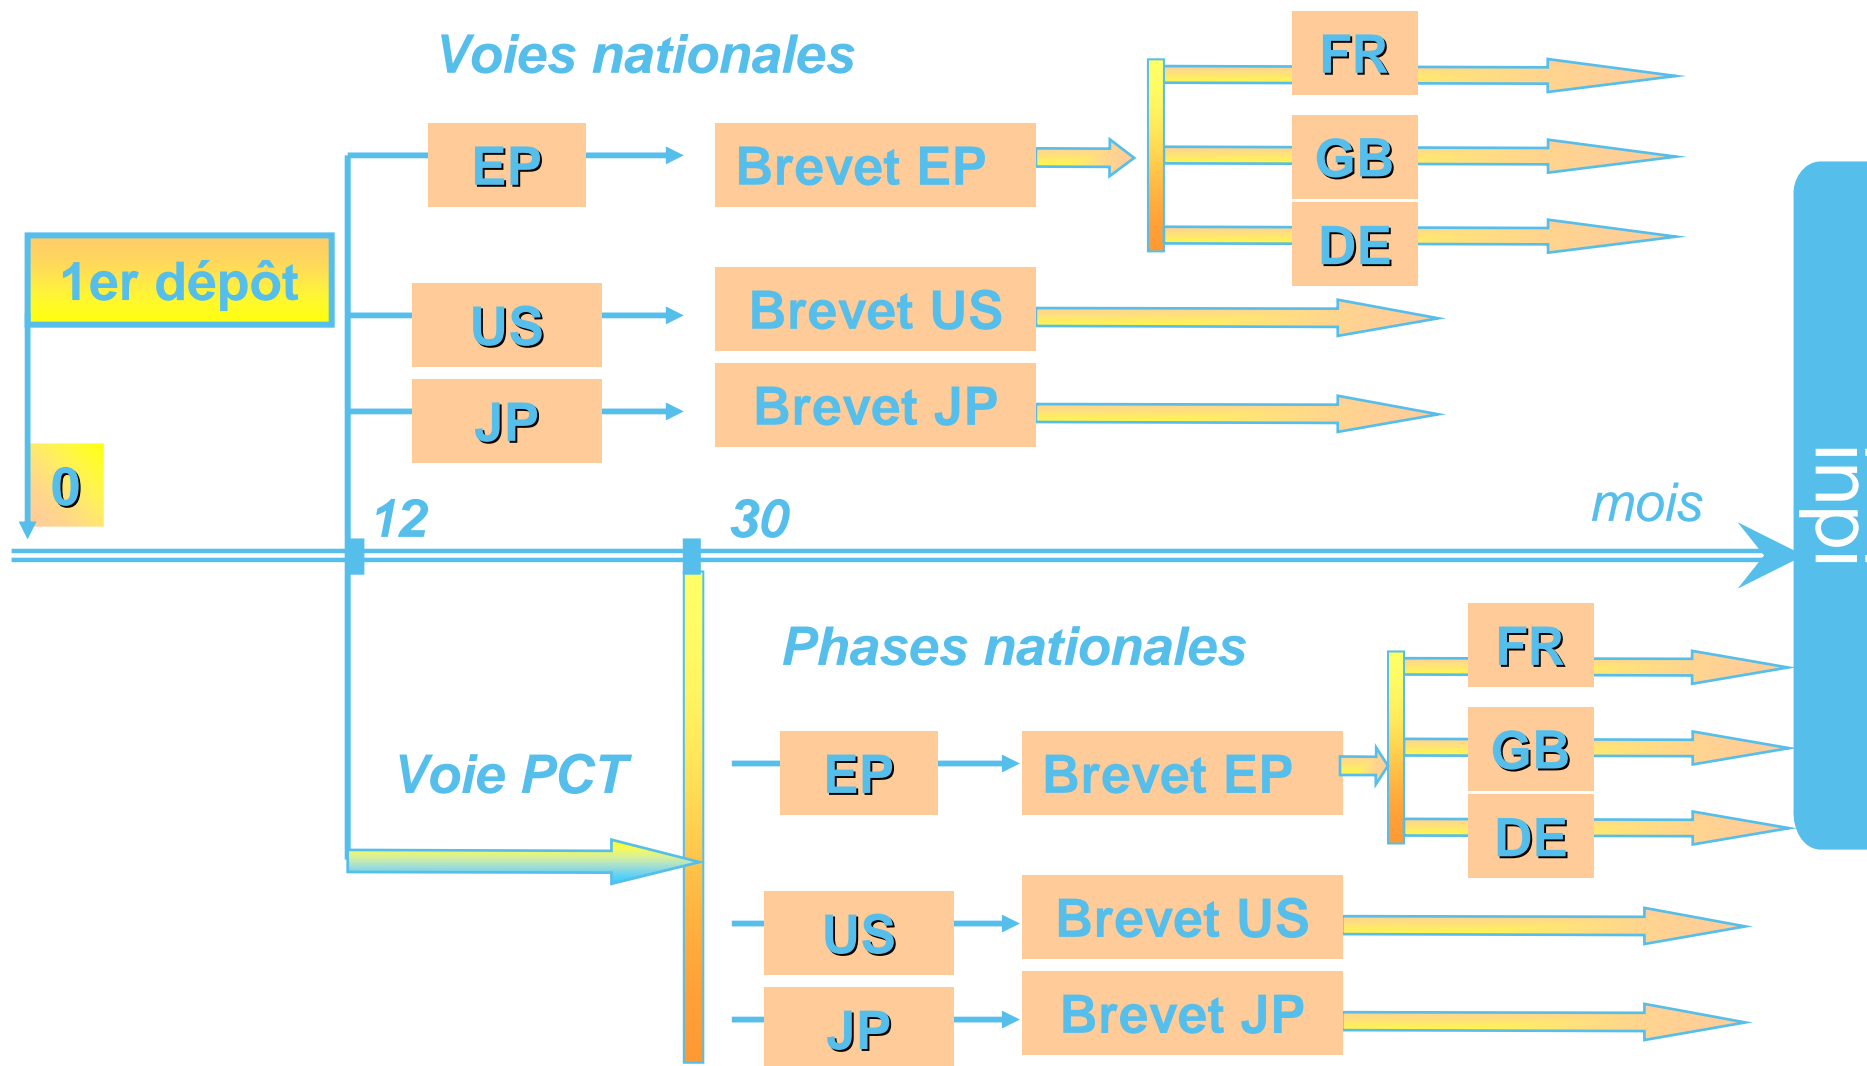 Voies nationales
FR
EP
Brevet EP
GB
DE
1er dépôt
US
Brevet US
JP
Brevet JP
0
12
30
mois
inpi
Phases nationales
FR
Voie PCT
EP
Brevet EP
GB
DE
US
Brevet US
JP
Brevet JP